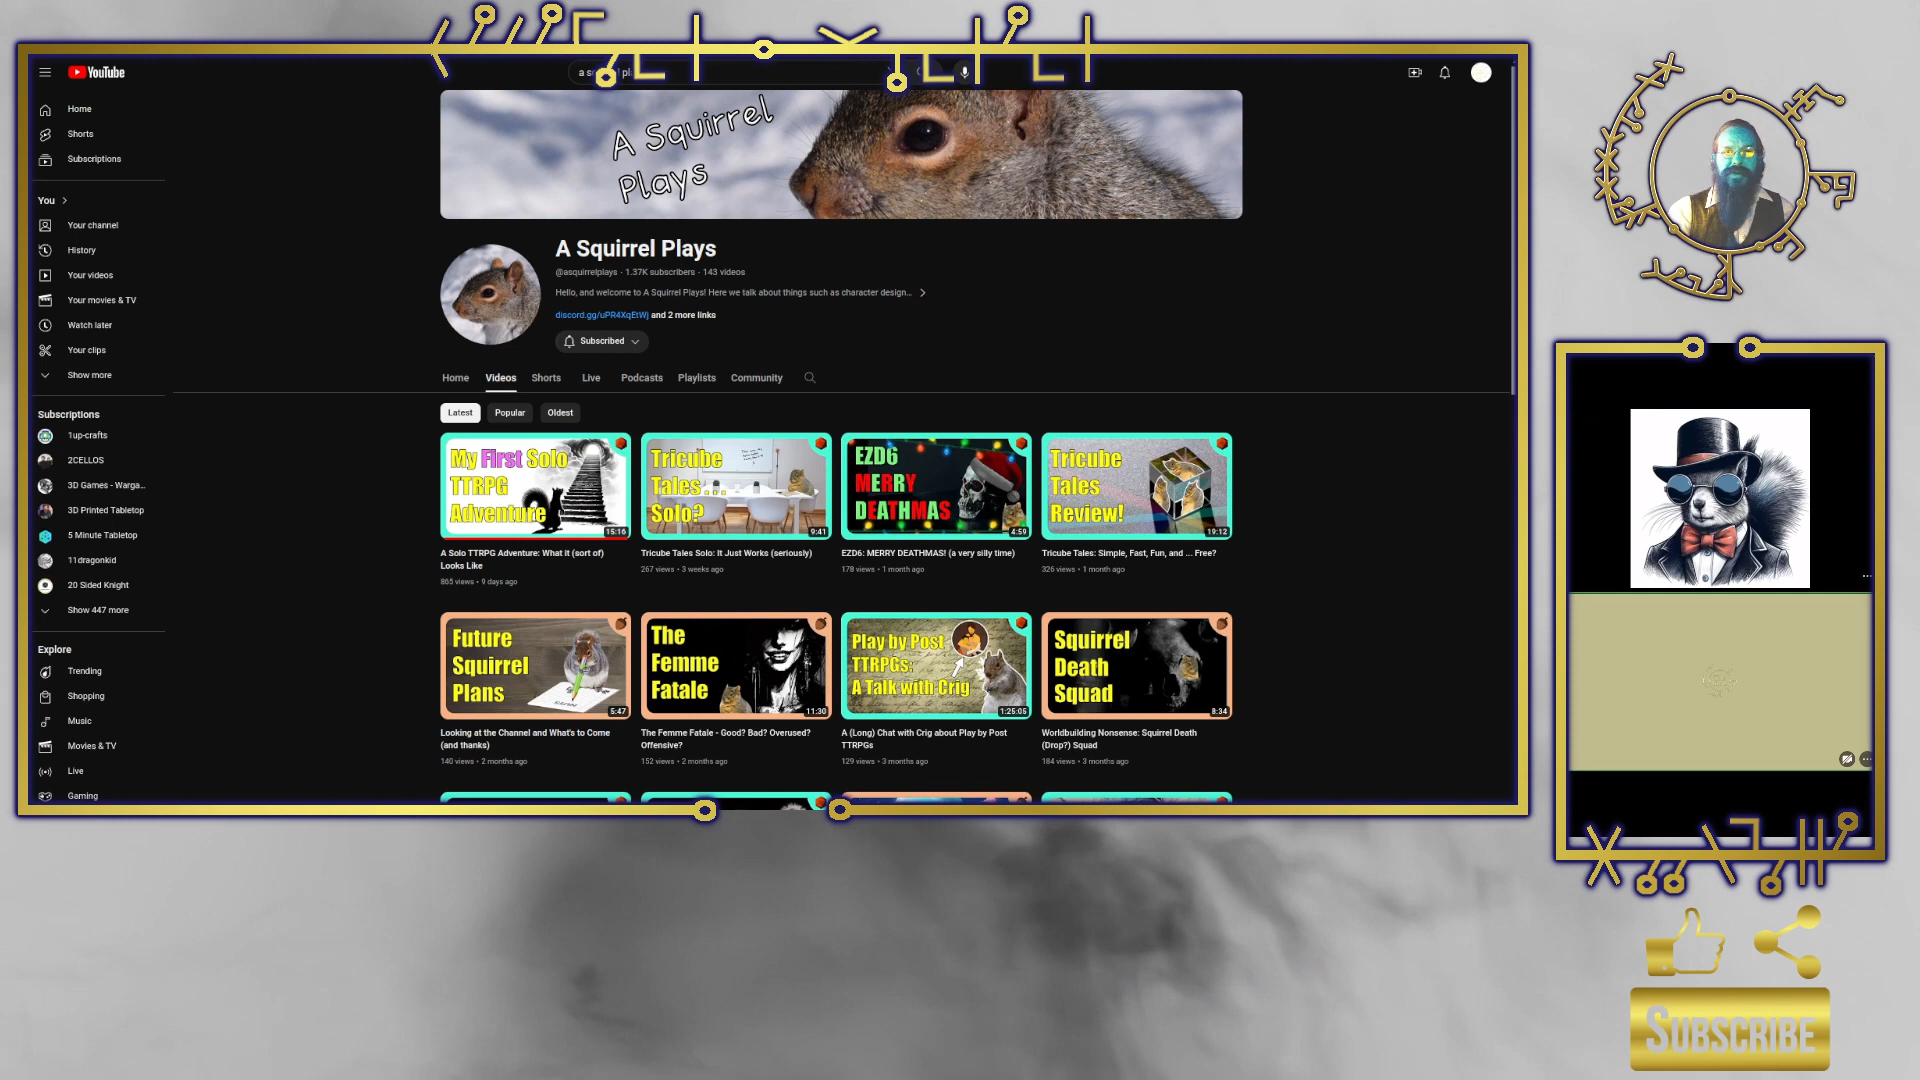 YouTube
Home
Shorts
Subscriptions
You
Your channel
History
Your videos
Your movies & TV
Watch later
Your clips
Show more
Subscriptions
1up-crafts
2CELLOS
3D Games - Warga...
3D Printed Tabletop
5 Minute Tabletop
11dragonkid
20 Sided Knight
Show 447 more
Explore
Trending
Shopping
Music
Movies & TV
Live
Gaming
A Squirrel
Plays
A Squirrel Plays
@asquirrelplays · 1.37K subscribers · 143 videos
Hello, and welcome to A Squirrel Plays! Here we talk about things such as character design...
discord.gg/uPR4XqEtWj and 2 more links
Subscribed
Home Videos Shorts Live Podcasts Playlists Community
Latest Popular Oldest
My First Solo
TTRPG
Adventure
15:16
A Solo TTRPG Adventure: What it (sort of)
Looks Like
865 views • 9 days ago
Tricube
Tales...
Solo?
9:41
Tricube Tales Solo: It Just Works (seriously)
267 views • 3 weeks ago
EZD6
MERRY
DEATHMAS
4:59
EZD6: MERRY DEATHMAS! (a very silly time)
178 views • 1 month ago
Tricube
Tales
Review!
19:12
Tricube Tales: Simple, Fast, Fun, and ... Free?
326 views • 1 month ago
Future
Squirrel
Plans
5:47
Looking at the Channel and What's to Come
(and thanks)
140 views • 2 months ago
The
Femme
Fatale
11:30
The Femme Fatale - Good? Bad? Overused?
Offensive?
152 views • 2 months ago
Play by Post
TTRPGs:
A Talk with Crig
1:25:05
A (Long) Chat with Crig about Play by Post
TTRPGs
129 views • 3 months ago
Squirrel
Death
Squad
8:34
Worldbuilding Nonsense: Squirrel Death
(Drop?) Squad
184 views • 3 months ago
SUBSCRIBE